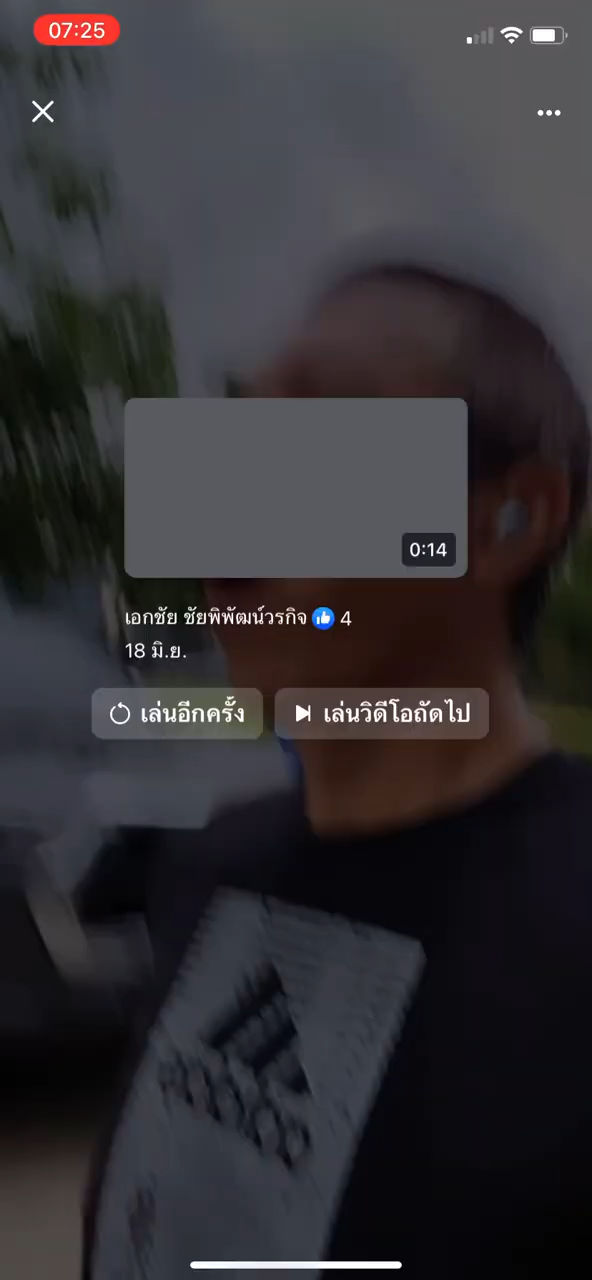 07:25
0:14
เอกชัย ชัยพิพัฒน์วรกิจ 4
18 มิ.ย.
เล่นอีกครั้ง
เล่นวิดีโอถัดไป
adidas